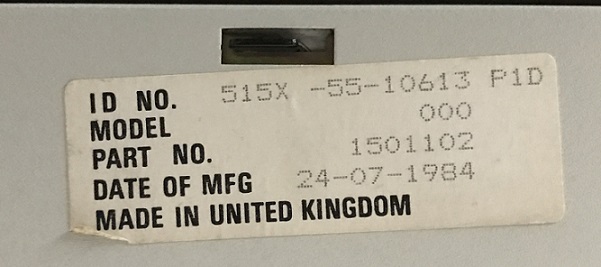 ID NO. 515X -55-10613 P1D
MODEL 000
PART NO. 1501102
DATE OF MFG 24-07-1984
MADE IN UNITED KINGDOM